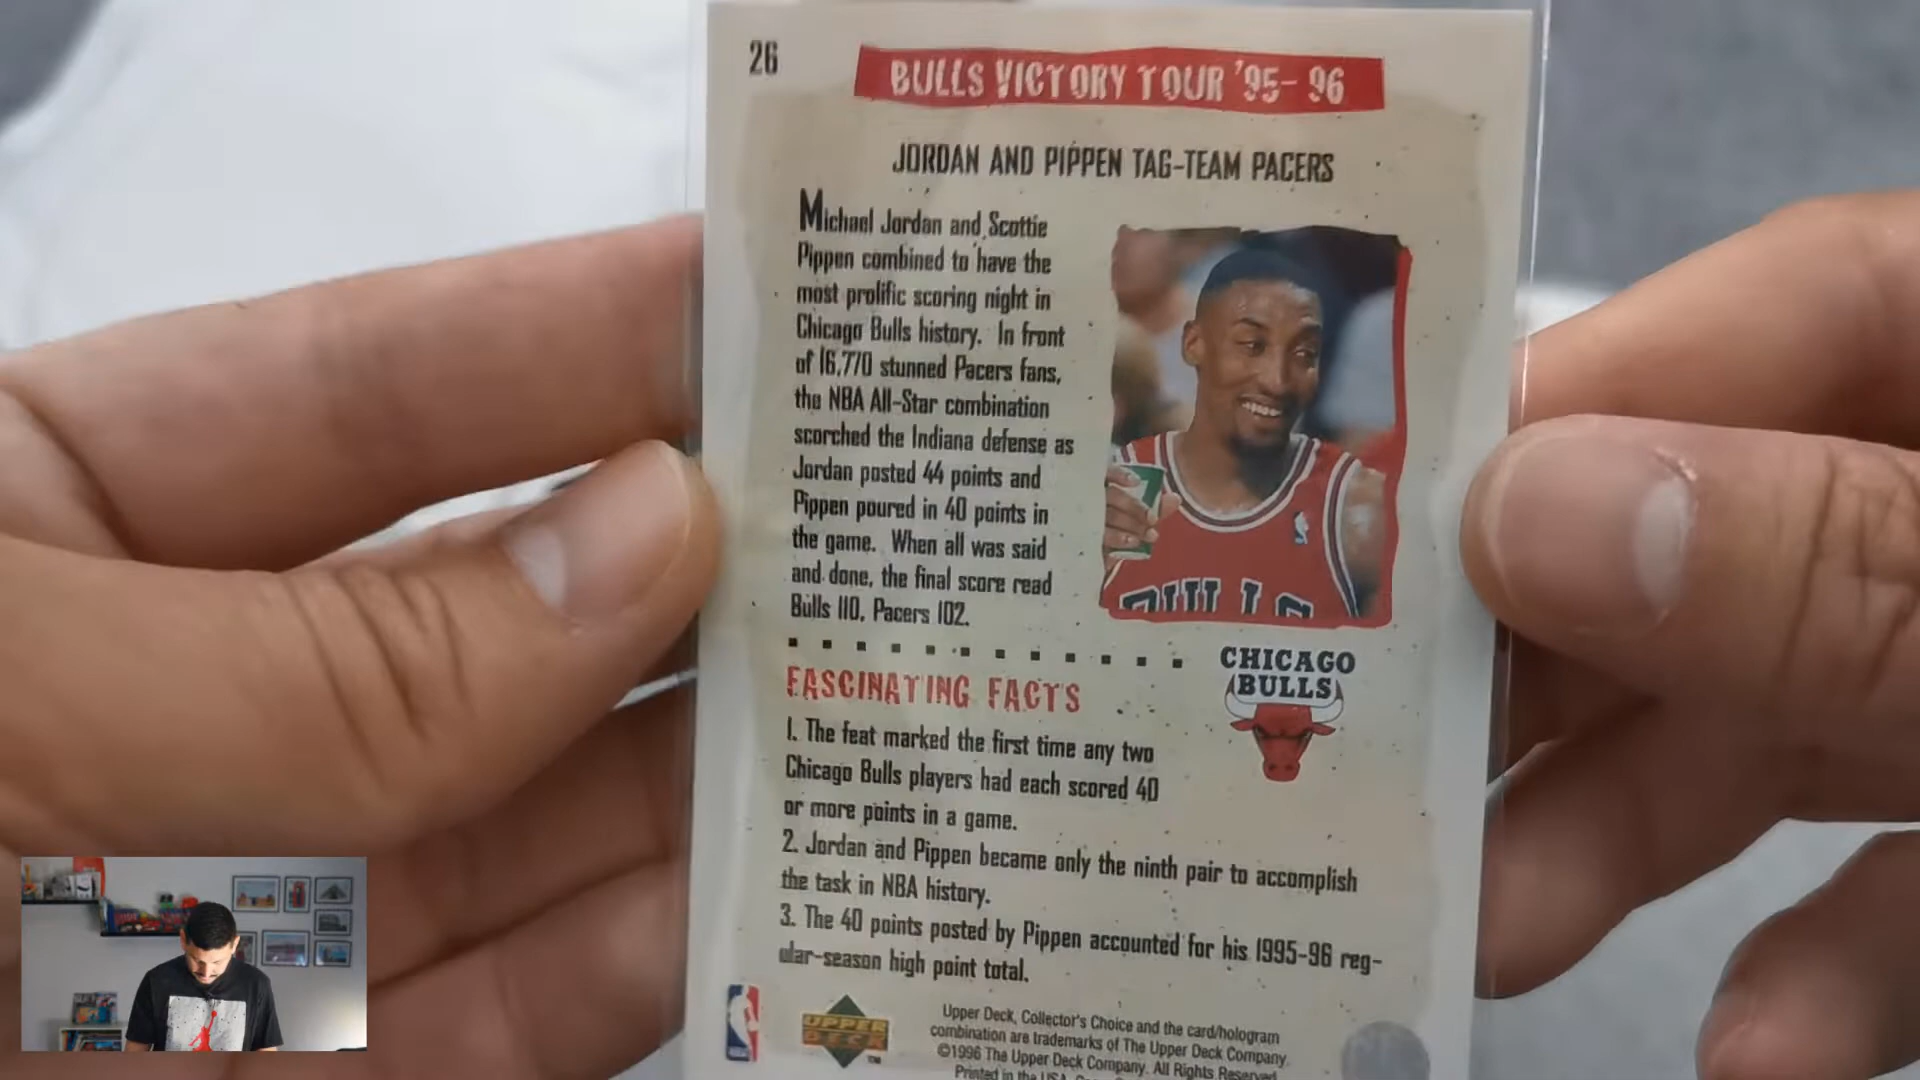 26
BULLS VICTORY TOUR '95-96
JORDAN AND PIPPEN TAG-TEAM PACERS
Michael Jordan and Scottie
Pippen combined to have the
most prolific scoring night in
Chicago Bulls history. In front
of 16,770 stunned Pacers fans,
the NBA All-Star combination
scorched the Indiana defense as
Jordan posted 44 points and
Pippen poured in 40 points in
the game. When all was said
and done, the final score read
Bulls 110, Pacers 102.
BULLS
CHICAGO
BULLS
FASCINATING FACTS
1. The feat marked the first time any two
Chicago Bulls players had each scored 40
or more points in a game.
2. Jordan and Pippen became only the ninth pair to accomplish
the task in NBA history.
3. The 40 points posted by Pippen accounted for his 1995-96 reg-
ular-season high point total.
UPPER
DECK
Upper Deck, Collector's Choice and the card/hologram
combination are trademarks of The Upper Deck Company.
©1996 The Upper Deck Company. All Rights Reserved.
Printed in the USA.